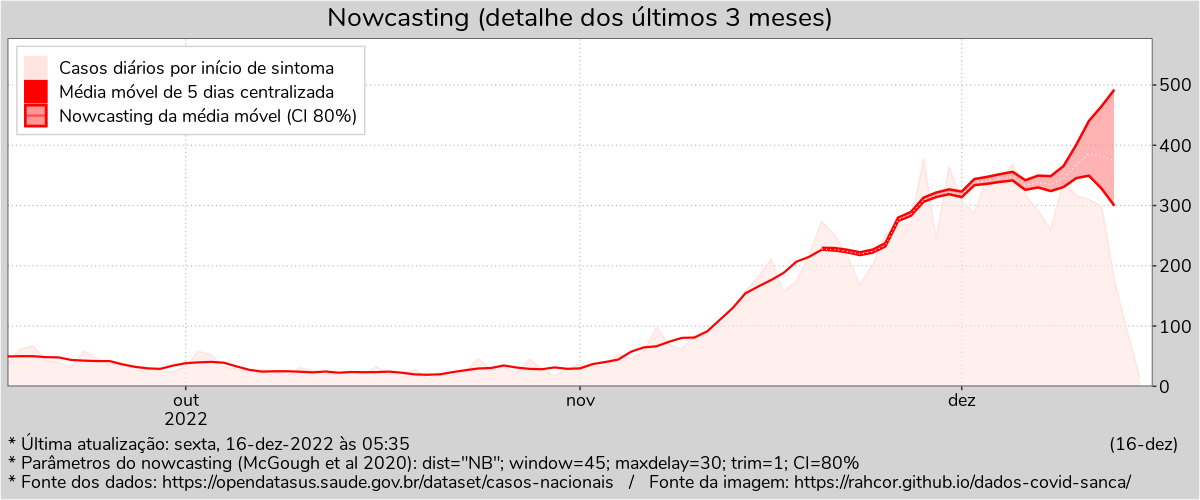 Nowcasting (detalhe dos últimos 3 meses)
Casos diários por início de sintoma
Média móvel de 5 dias centralizada
Nowcasting da média móvel (CI 80%)
500
400
300
200
100
0
out
2022
nov
dez
* Última atualização: sexta, 16-dez-2022 às 05:35
(16-dez)
* Parâmetros do nowcasting (McGough et al 2020): dist="NB"; window=45; maxdelay=30; trim=1; CI=80%
* Fonte dos dados: https://opendatasus.saude.gov.br/dataset/casos-nacionais / Fonte da imagem: https://rahcor.github.io/dados-covid-sanca/